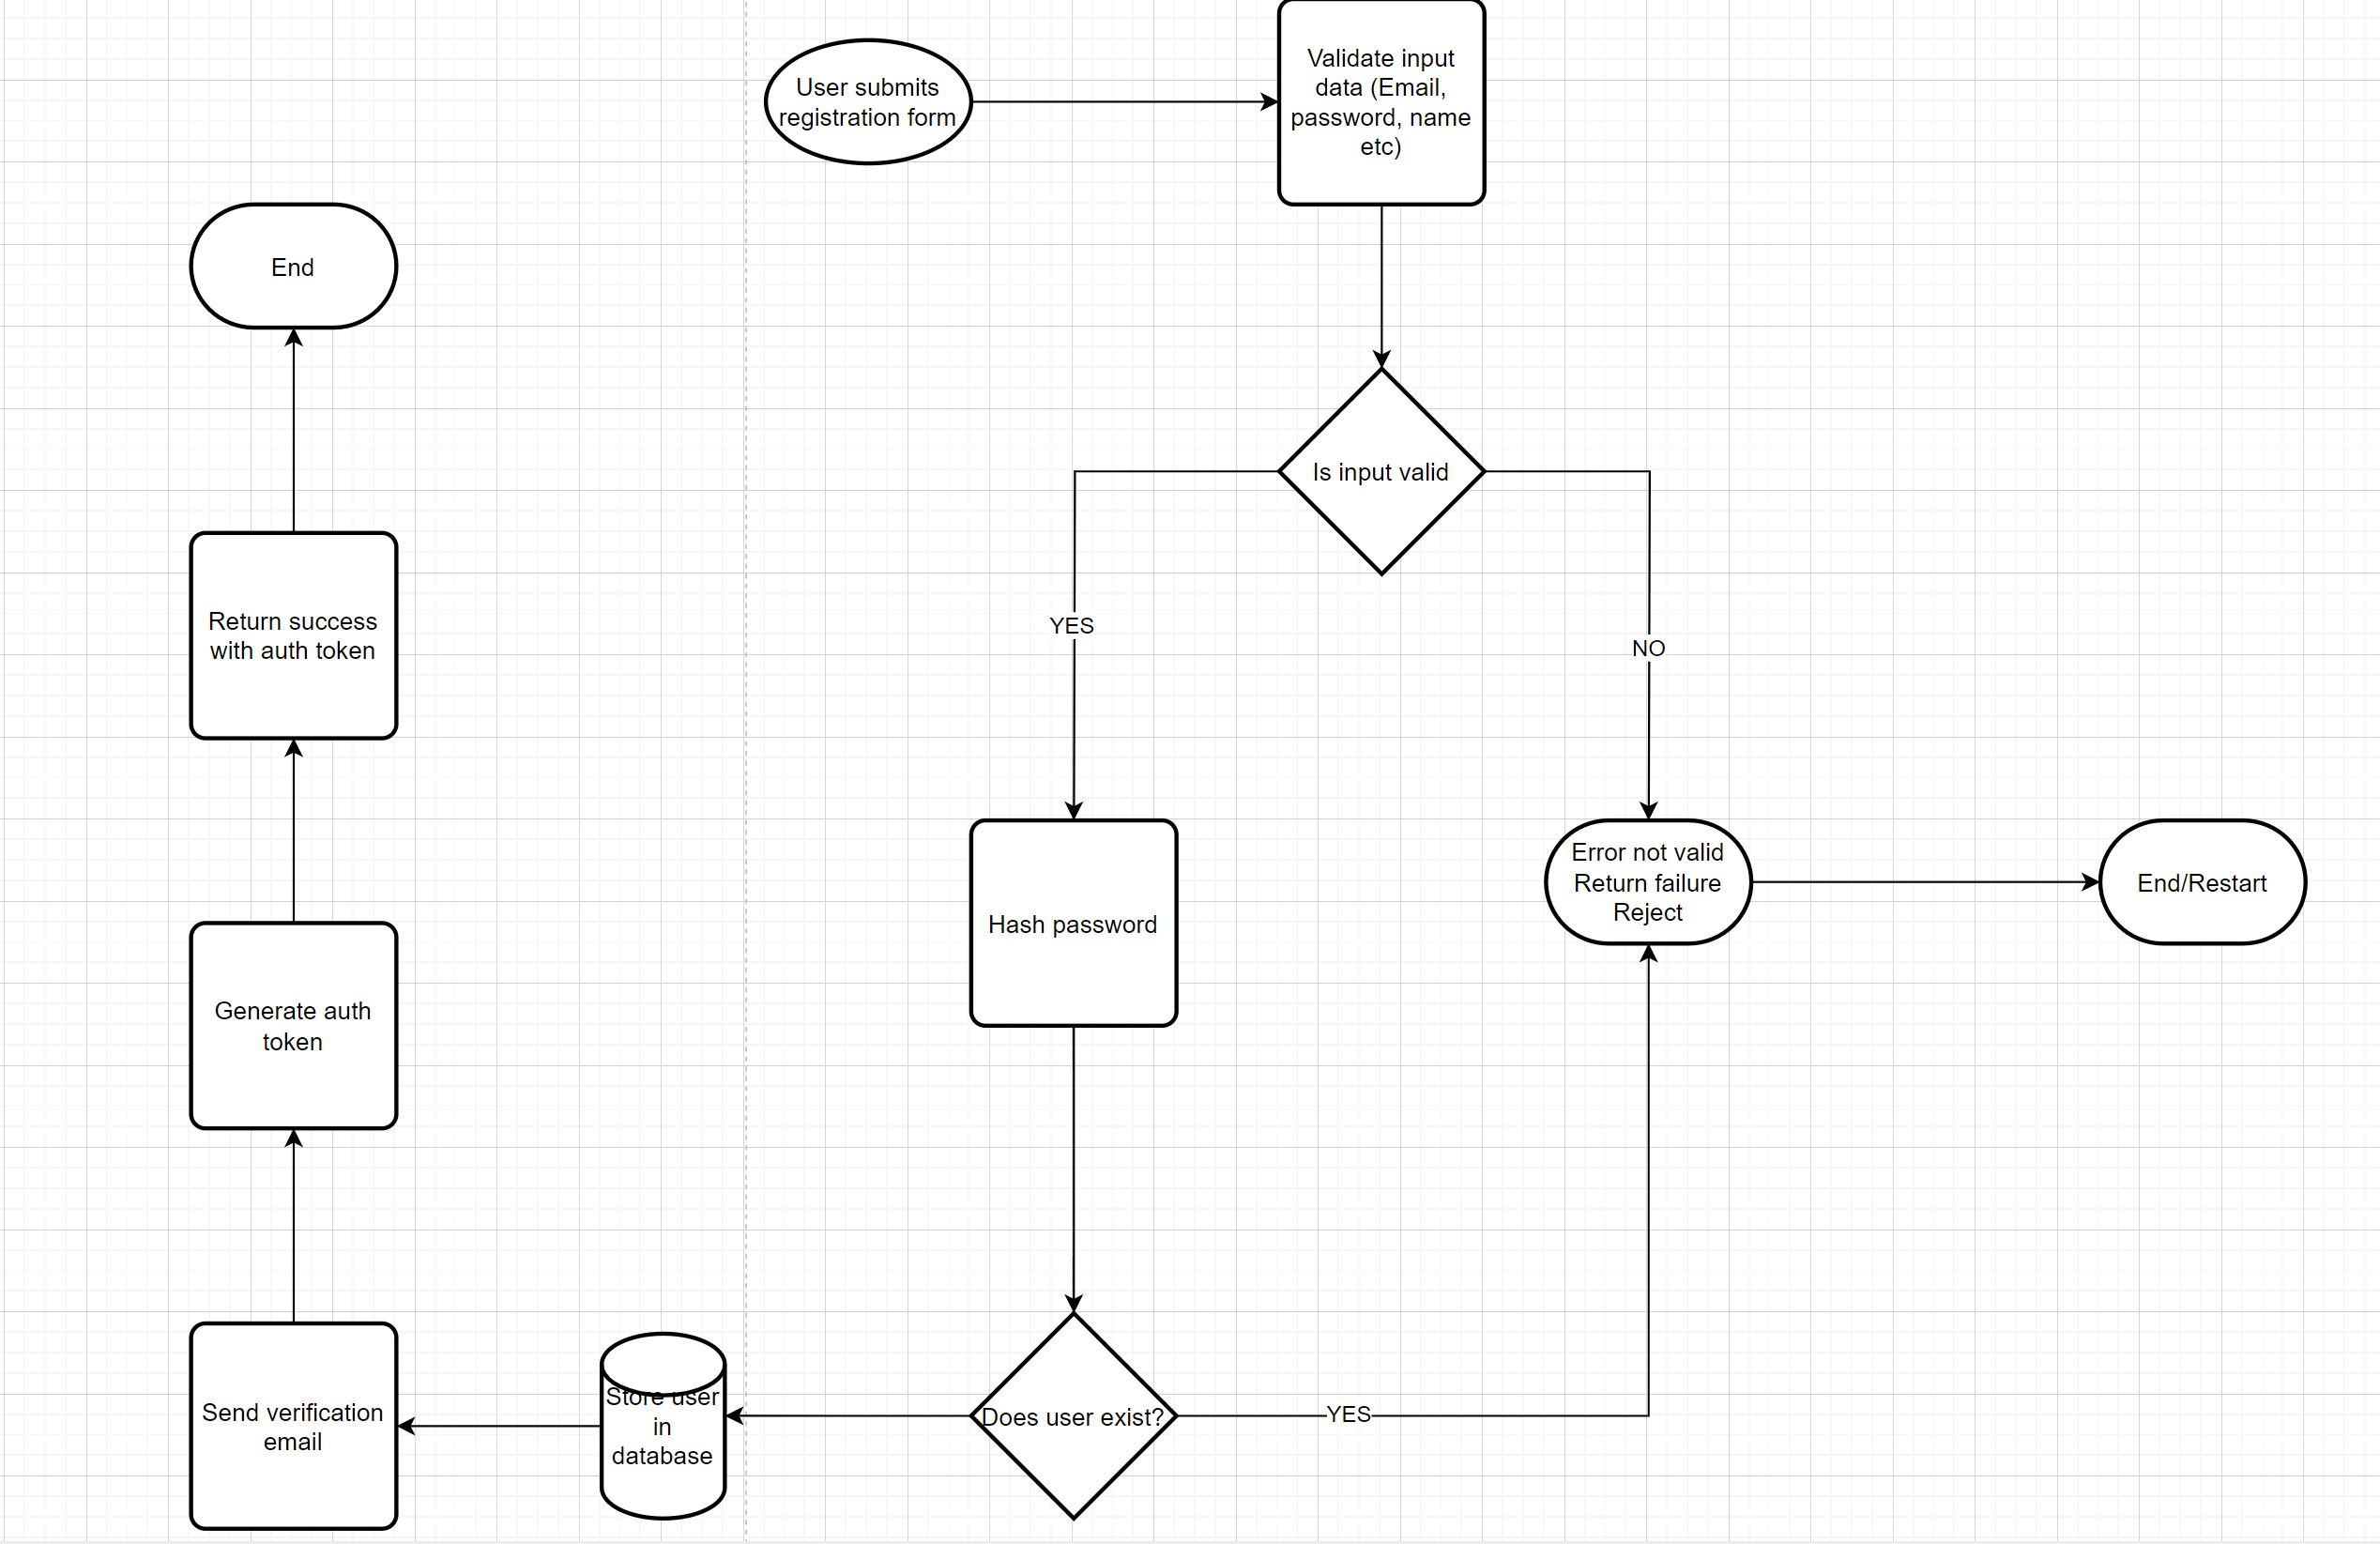 User submits
registration form
Validate input
data (Email,
password, name
etc)
Is input valid
YES
NO
Hash password
Error not valid
Return failure
Reject
End/Restart
Does user exist?
YES
Store user
in
database
Send verification
email
Generate auth
token
Return success
with auth token
End